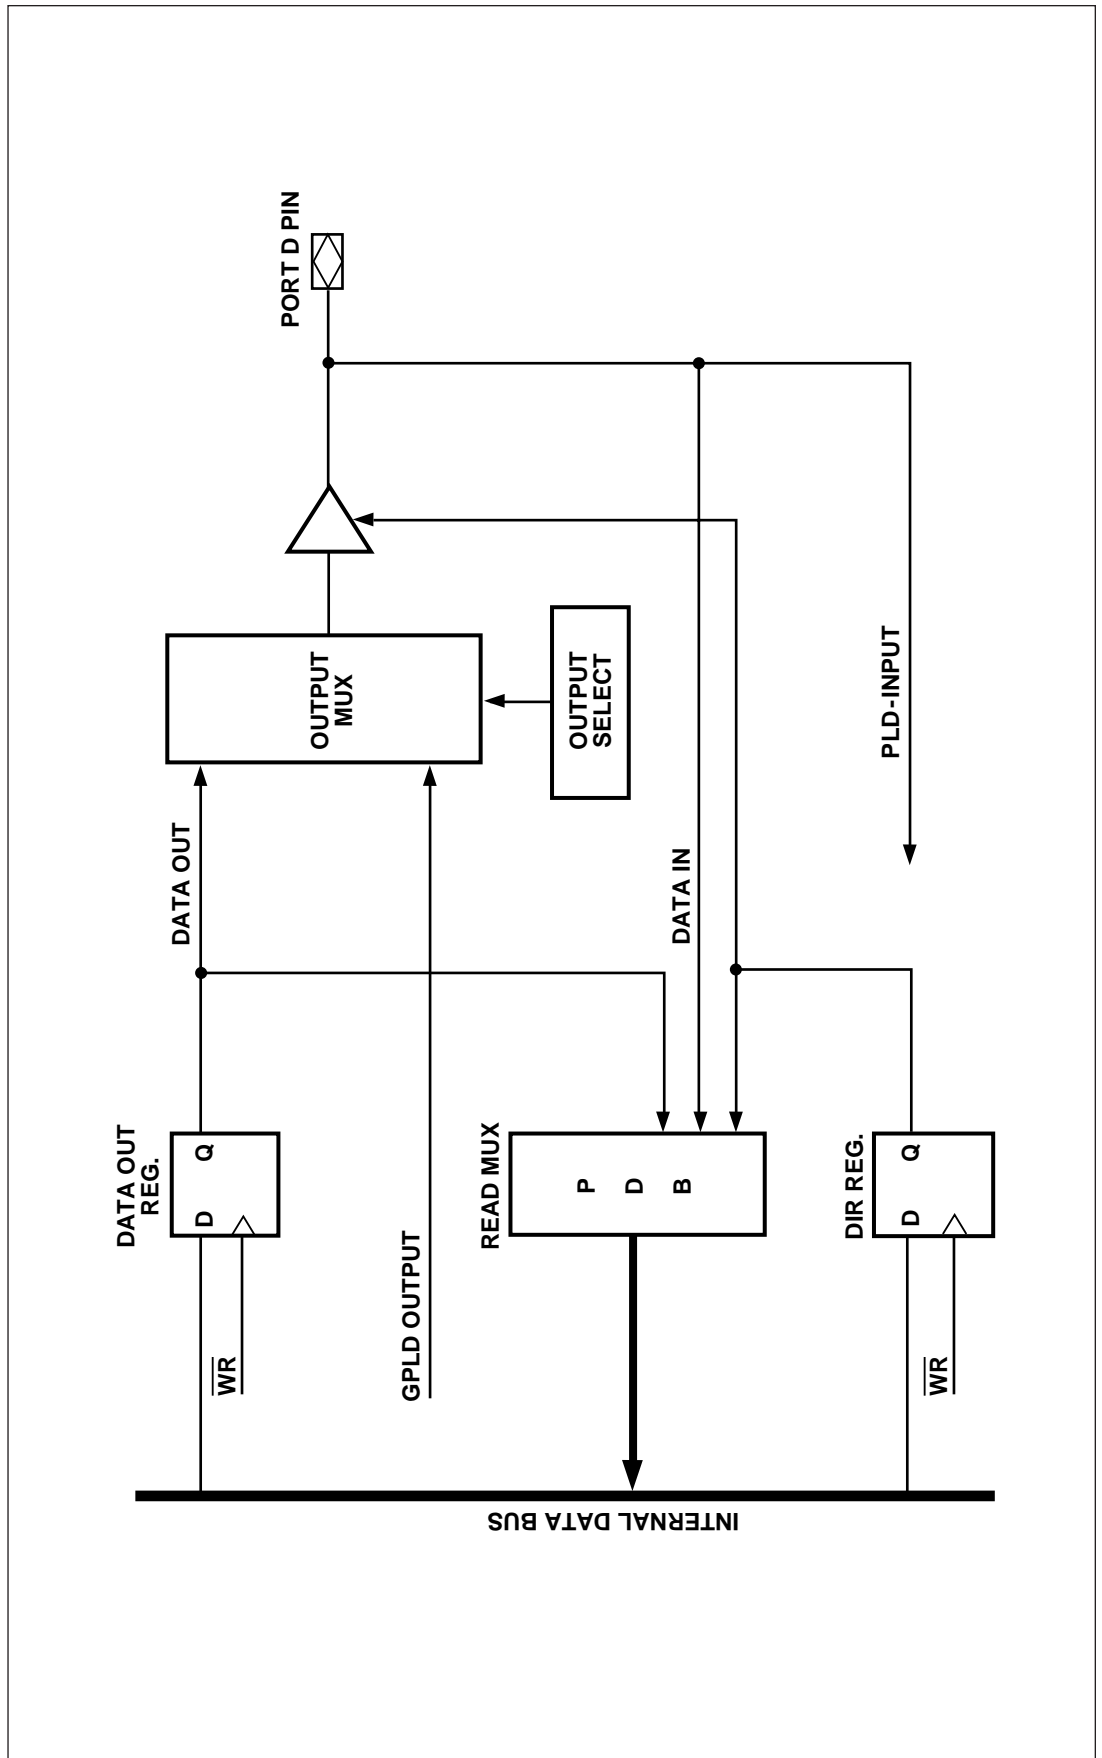 PORT D PIN
DATA OUT
OUTPUT
MUX
OUTPUT
SELECT
PLD-INPUT
DATA IN
DATA OUT
REG.
D
Q
WR
GPLD OUTPUT
READ MUX
P
D
B
DIR REG.
D
Q
WR
INTERNAL DATA BUS